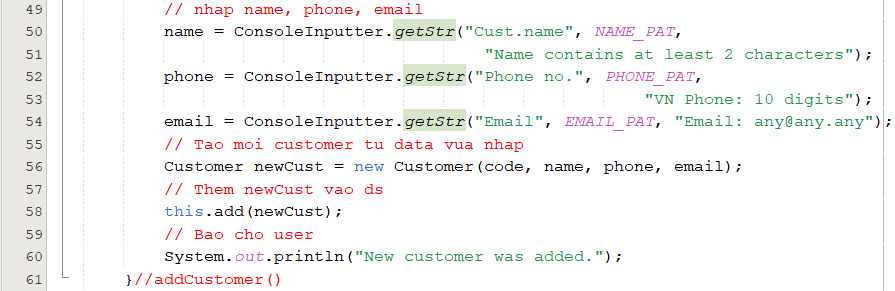 49 // nhap name, phone, email
50 name = ConsoleInputter.getStr("Cust.name", NAME_PAT,
51 "Name contains at least 2 characters");
52 phone = ConsoleInputter.getStr("Phone no.", PHONE_PAT,
53 "VN Phone: 10 digits");
54 email = ConsoleInputter.getStr("Email", EMAIL_PAT, "Email: any@any.any");
55 // Tao moi customer tu data vua nhap
56 Customer newCust = new Customer(code, name, phone, email);
57 // Them newCust vao ds
58 this.add(newCust);
59 // Bao cho user
60 System.out.println("New customer was added.");
61 }//addCustomer()